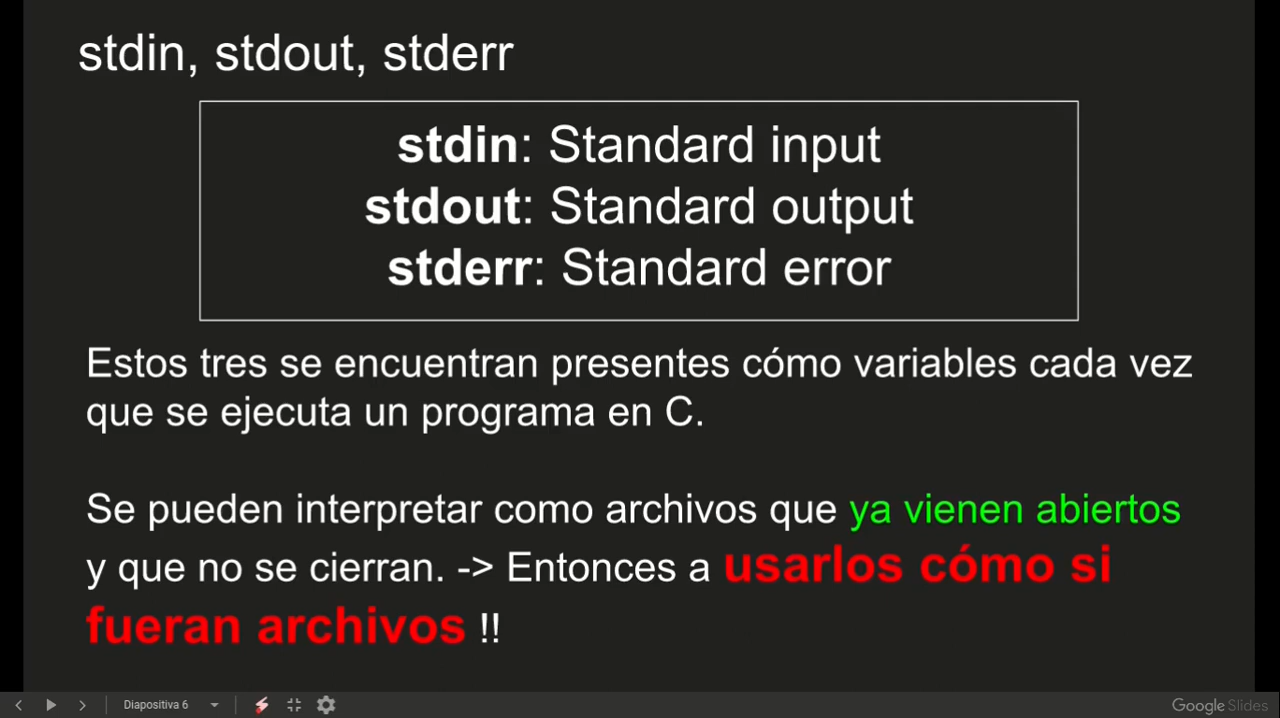 stdin, stdout, stderr
stdin: Standard input
stdout: Standard output
stderr: Standard error
Estos tres se encuentran presentes cómo variables cada vez
que se ejecuta un programa en C.
Se pueden interpretar como archivos que ya vienen abiertos
y que no se cierran. -> Entonces a usarlos cómo si
fueran archivos !!
Diapositiva 6
Google Slides